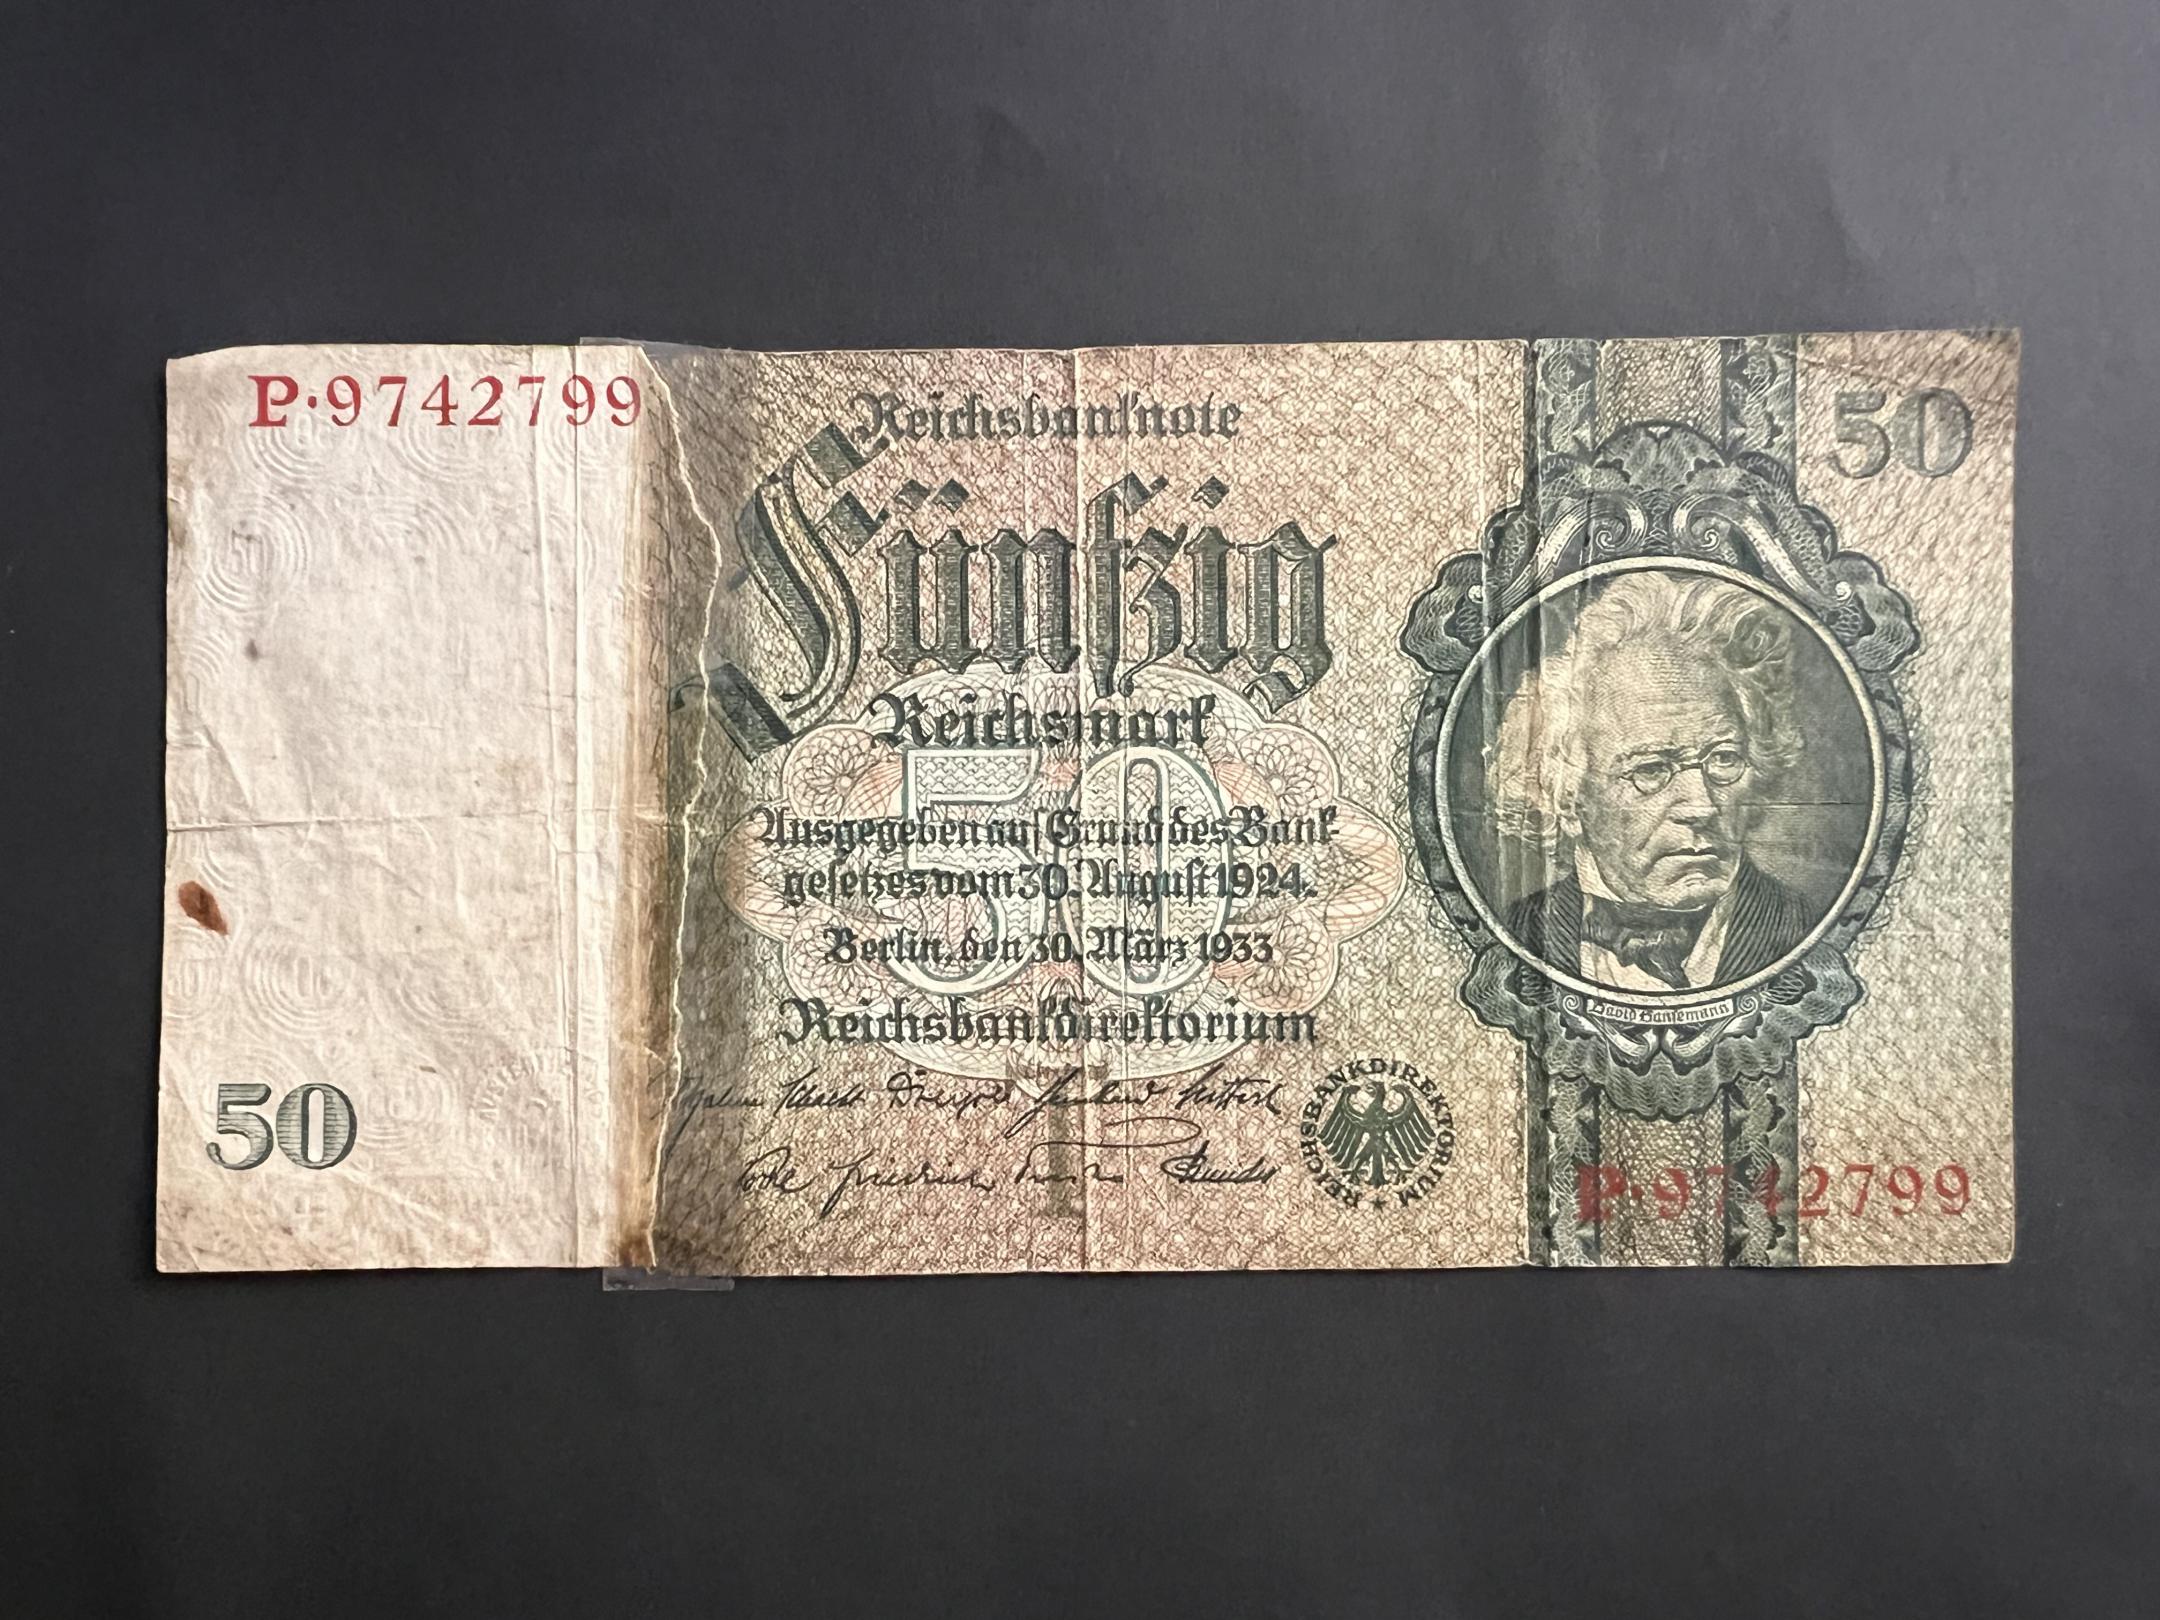 P·9742799
Reichsbanknote
50
Fünfzig
Reichsmark
50
Ausgegeben auf Grund des Bank-
gesetzes vom 30. August 1924.
Berlin, den 30. März 1933
Reichsbankdirektorium
David Hansemann
REICHSBANKDIREKTORIUM
50
P·9742799